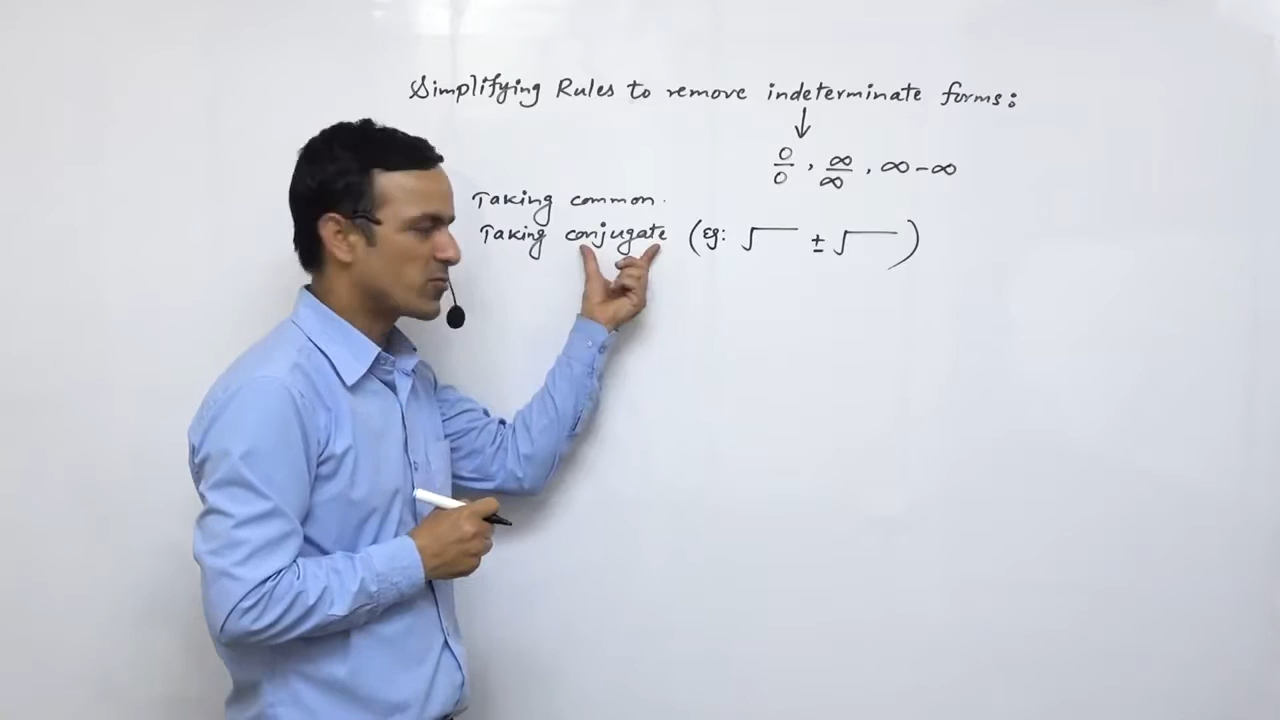 Simplifying Rules to remove indeterminate forms:
↓
0/0, ∞/∞, ∞-∞
Taking common.
Taking conjugate (eg: √‾ ± √‾)